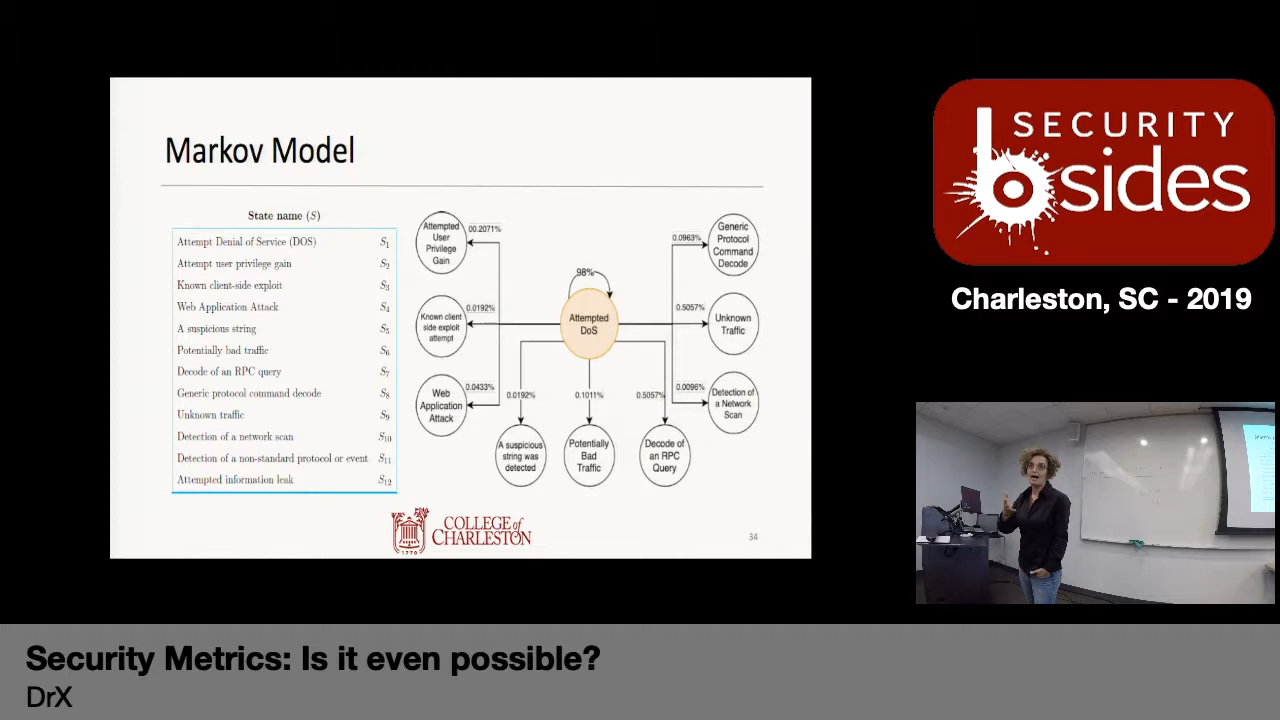 Markov Model
State name (S)
Attempt Denial of Service (DOS) S1
Attempt user privilege gain S2
Known client-side exploit S3
Web Application Attack S4
A suspicious string S5
Potentially bad traffic S6
Decode of an RPC query S7
Generic protocol command decode S8
Unknown traffic S9
Detection of a network scan S10
Detection of a non-standard protocol or event S11
Attempted information leak S12
Attempted
User
Privilege
Gain
00.2071%
Known client
side exploit
attempt
0.0192%
Web
Application
Attack
0.0433%
98%
Attempted
DoS
0.0192%
A suspicious
string was
detected
0.1011%
Potentially
Bad
Traffic
0.5057%
Decode of
an RPC
Query
0.0963%
Generic
Protocol
Command
Decode
0.5057%
Unknown
Traffic
0.0096%
Detection of
a Network
Scan
1770
COLLEGE of
CHARLESTON
34
SECURITY
bsides
Charleston, SC - 2019
Security Metrics: Is it even possible?
DrX